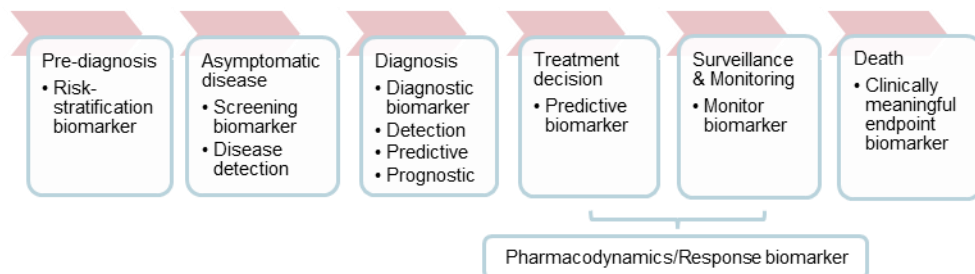 Pre-diagnosis
• Risk-
stratification
biomarker
Asymptomatic
disease
• Screening
biomarker
• Disease
detection
Diagnosis
• Diagnostic
biomarker
• Detection
• Predictive
• Prognostic
Treatment
decision
• Predictive
biomarker
Surveillance
& Monitoring
• Monitor
biomarker
Death
• Clinically
meaningful
endpoint
biomarker
Pharmacodynamics/Response biomarker